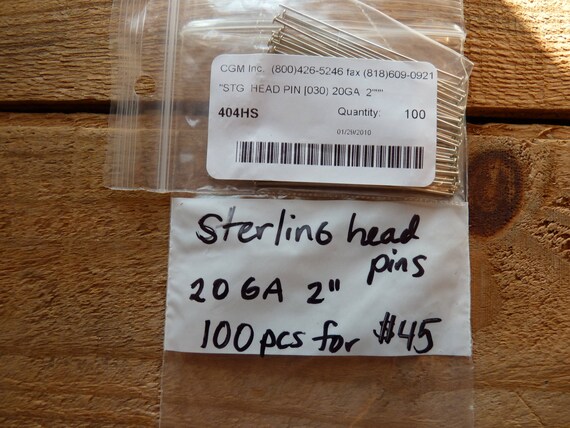 CGM Inc. (800)426-5246 fax (818)609-0921
"STG HEAD PIN [030) 20GA 2"""
404HS Quantity: 100
01/29/2010
Sterling head
pins
20 GA 2"
100 pcs for $45